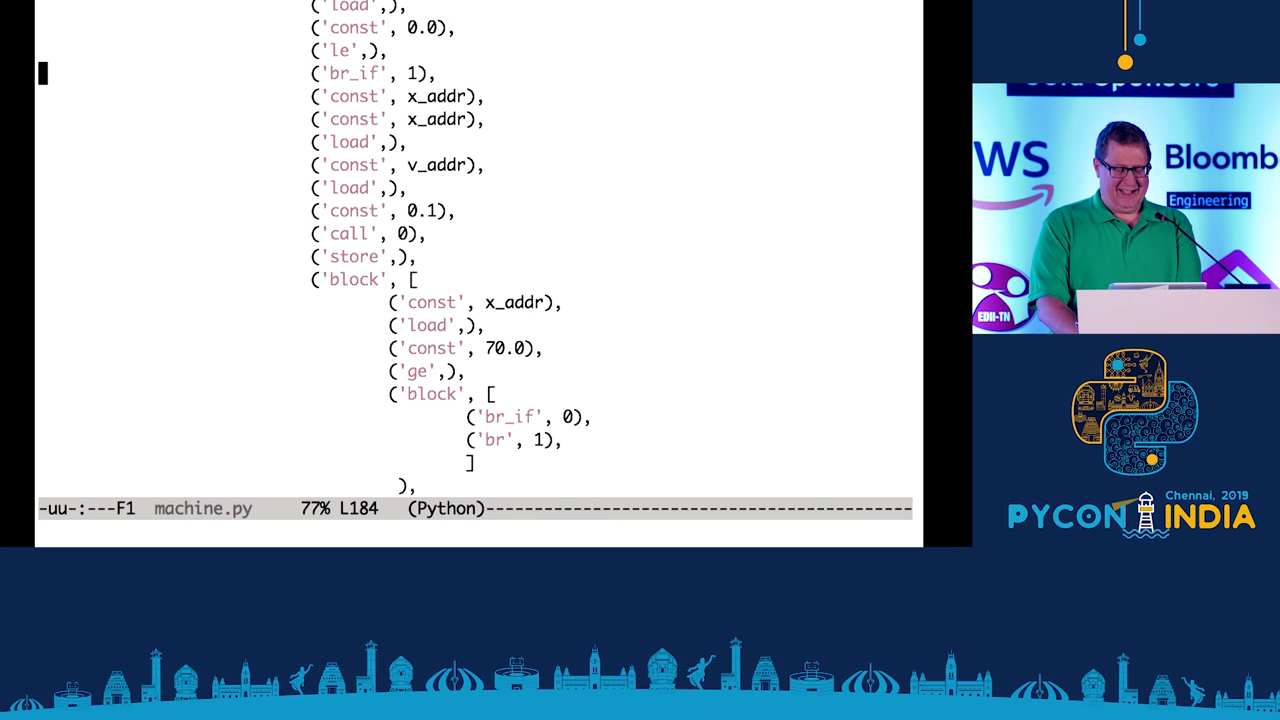 ('load',),
('const', 0.0),
('le',),
('br_if', 1),
('const', x_addr),
('const', x_addr),
('load',),
('const', v_addr),
('load',),
('const', 0.1),
('call', 0),
('store',),
('block', [
('const', x_addr),
('load',),
('const', 70.0),
('ge',),
('block', [
('br_if', 0),
('br', 1),
]
),
-uu-:---F1 machine.py 77% L184 (Python)----------------------------------------
WS
Bloomb
Engineering
EDII-TN
Chennai, 2019
PYCON INDIA